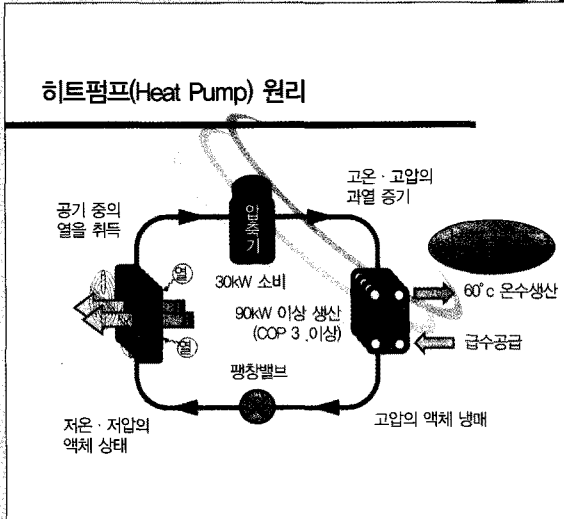 히트펌프(Heat Pump) 원리
고온 · 고압의
과열 증기
공기 중의
열을 취득
압축기
30kW 소비
열
90kW 이상 생산
(COP 3 .이상)
60°c 온수생산
급수공급
열
팽창밸브
저온 · 저압의
액체 상태
고압의 액체 냉매